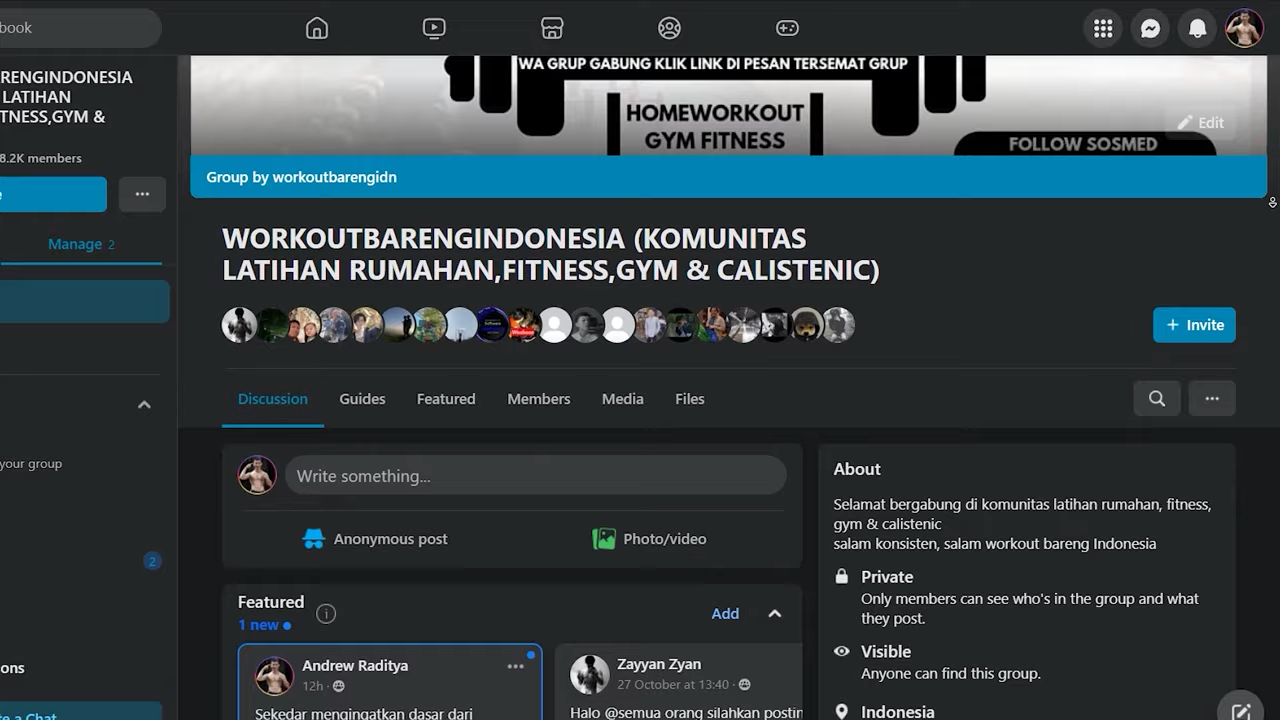 book
RENGINDONESIA
LATIHAN
TNESS,GYM &
8.2K members
Manage 2
your group
2
WA GRUP GABUNG KLIK LINK DI PESAN TERSEMAT GRUP
HOMEWORKOUT
GYM FITNESS
Edit
FOLLOW SOSMED
Group by workoutbarengidn
WORKOUTBARENGINDONESIA (KOMUNITAS
LATIHAN RUMAHAN,FITNESS,GYM & CALISTENIC)
+ Invite
Discussion Guides Featured Members Media Files
Write something...
Anonymous post Photo/video
Featured
1 new
Add
Andrew Raditya
12h
Sekedar mengingatkan dasar dari
Zayyan Zyan
27 October at 13:40
Halo @semua orang silahkan postin
About
Selamat bergabung di komunitas latihan rumahan, fitness,
gym & calistenic
salam konsisten, salam workout bareng Indonesia
Private
Only members can see who's in the group and what
they post.
Visible
Anyone can find this group.
Indonesia
ons
e a Chat